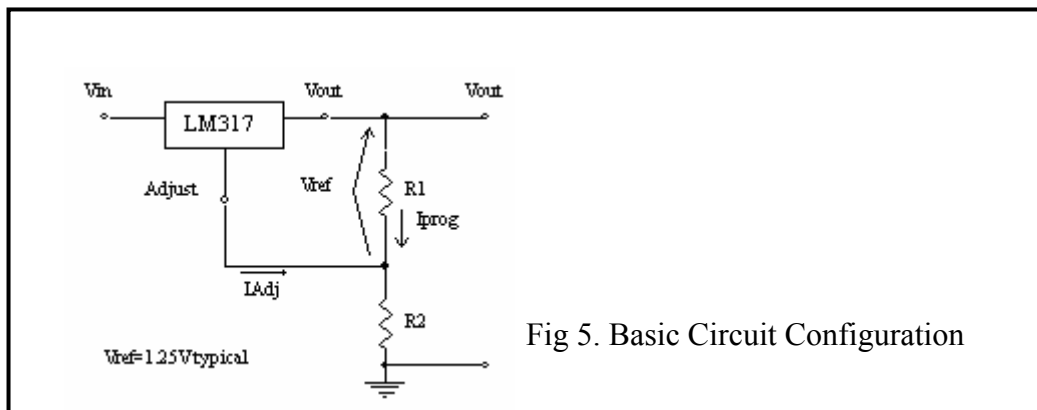 Vin
Vout
Vout
LM317
Adjust
Vref
R1
Iprog
IAdj
R2
Vref=1.25Vtypical
Fig 5. Basic Circuit Configuration